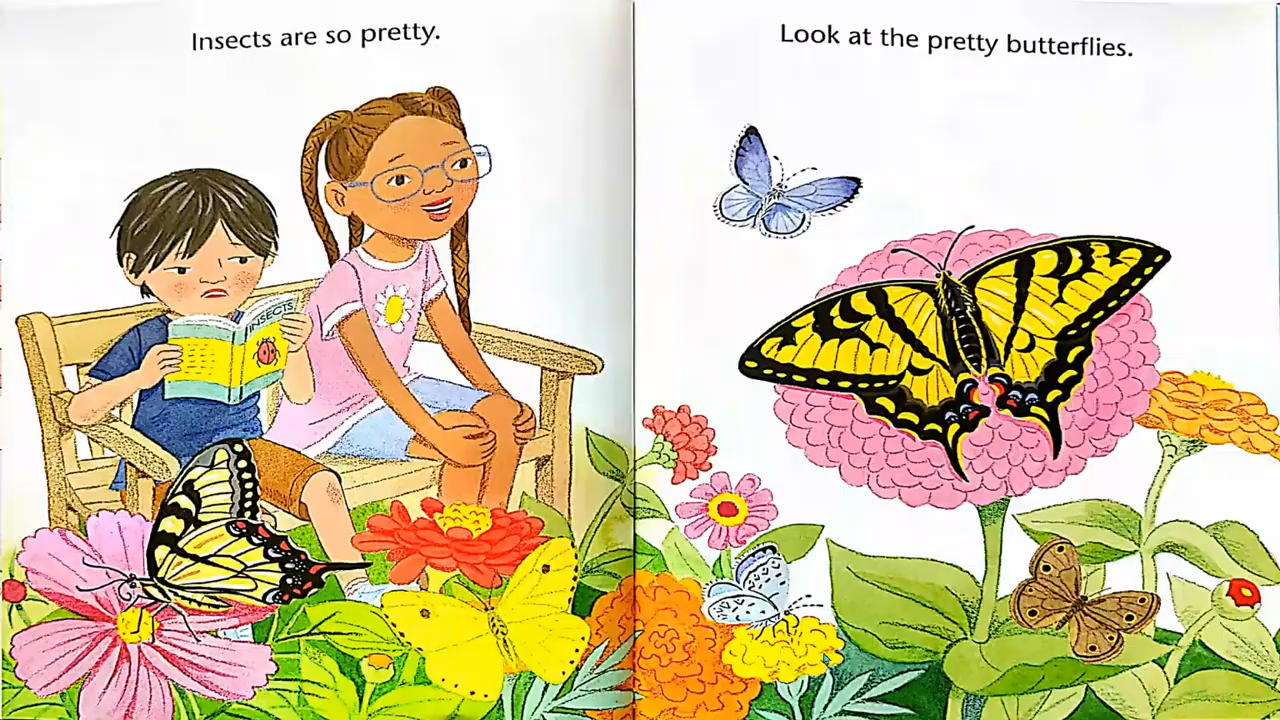 Insects are so pretty.
INSECTS
Look at the pretty butterflies.